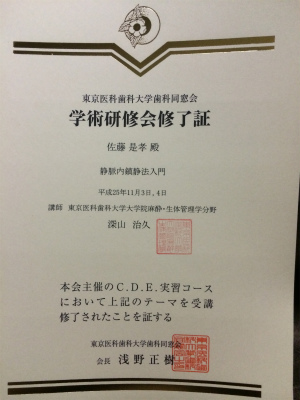 東京医科歯科大学歯科同窓会
学術研修会修了証
佐藤 是孝 殿
静脈内鎮静法入門
平成25年11月3日、4日
講師 東京医科歯科大学大学院麻酔・生体管理学分野
深山 治久
本会主催のC.D.E.実習コース
において上記のテーマを受講
修了されたことを証する
東京医科歯科大学歯科同窓会
会長 浅野正樹